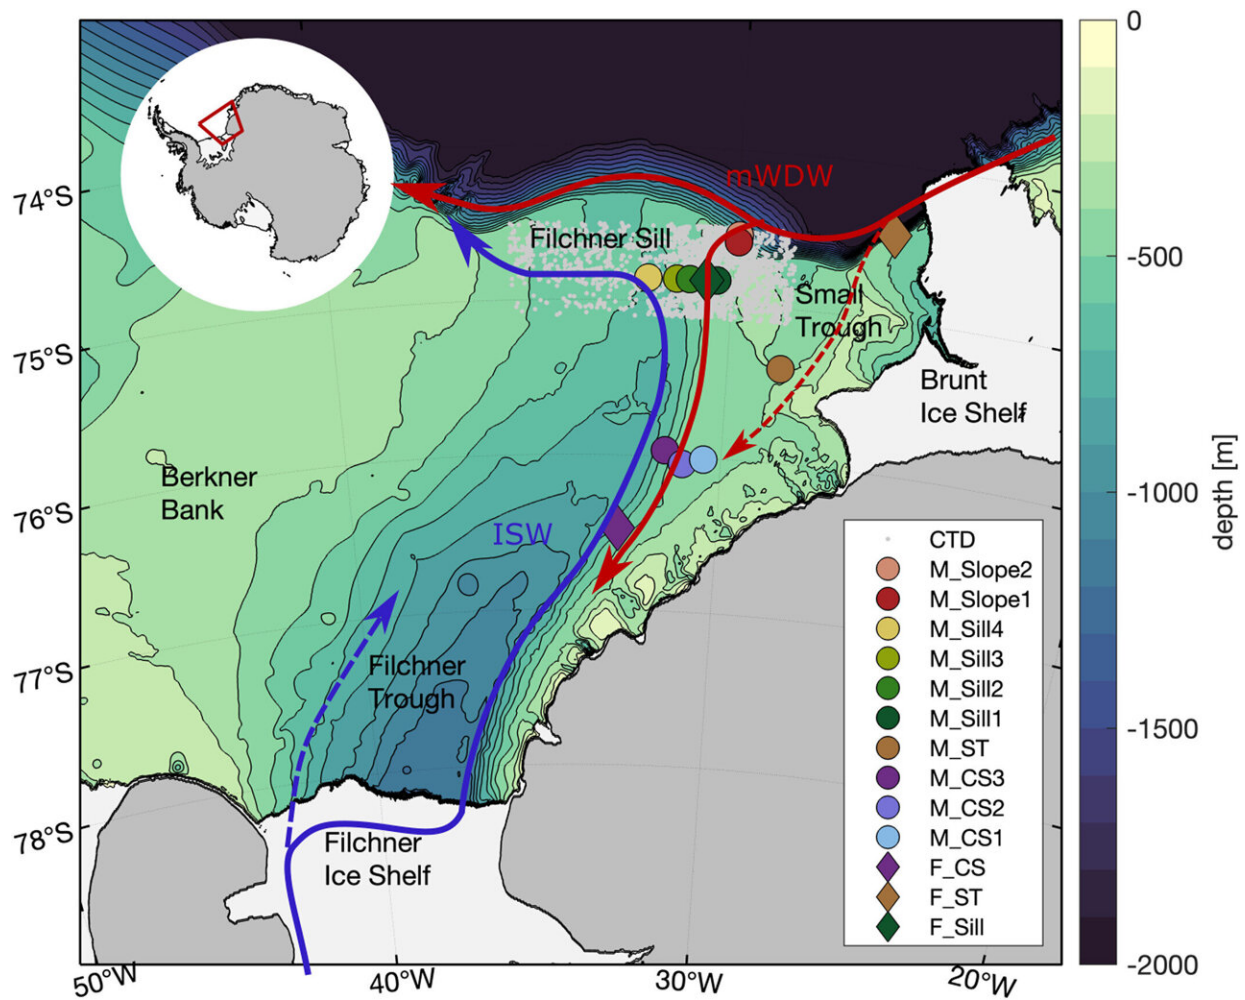 0
-500
-1000
-1500
-2000
depth [m]
74°S
75°S
76°S
77°S
78°S
50°W
40°W
30°W
20°W
mWDW
Filchner Sill
Small
Trough
Brunt
Ice Shelf
Berkner
Bank
ISW
Filchner
Trough
Filchner
Ice Shelf
CTD
M_Slope2
M_Slope1
M_Sill4
M_Sill3
M_Sill2
M_Sill1
M_ST
M_CS3
M_CS2
M_CS1
F_CS
F_ST
F_Sill